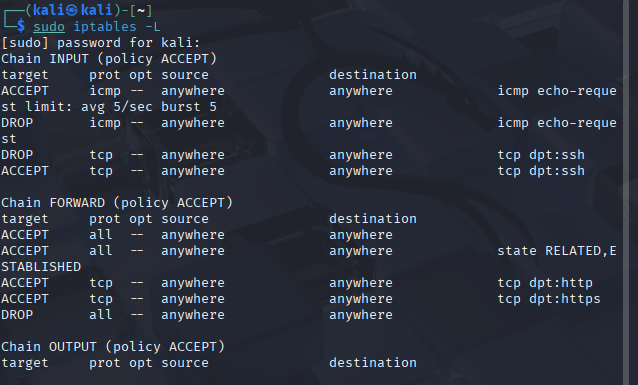 ┌──(kali㉿kali)-[~]
└─$ sudo iptables -L
[sudo] password for kali:
Chain INPUT (policy ACCEPT)
target     prot opt source               destination
ACCEPT     icmp --  anywhere             anywhere             icmp echo-reque
st limit: avg 5/sec burst 5
DROP       icmp --  anywhere             anywhere             icmp echo-reque
st
DROP       tcp  --  anywhere             anywhere             tcp dpt:ssh
ACCEPT     tcp  --  anywhere             anywhere             tcp dpt:ssh

Chain FORWARD (policy ACCEPT)
target     prot opt source               destination
ACCEPT     all  --  anywhere             anywhere
ACCEPT     all  --  anywhere             anywhere             state RELATED,E
STABLISHED
ACCEPT     tcp  --  anywhere             anywhere             tcp dpt:http
ACCEPT     tcp  --  anywhere             anywhere             tcp dpt:https
DROP       all  --  anywhere             anywhere

Chain OUTPUT (policy ACCEPT)
target     prot opt source               destination